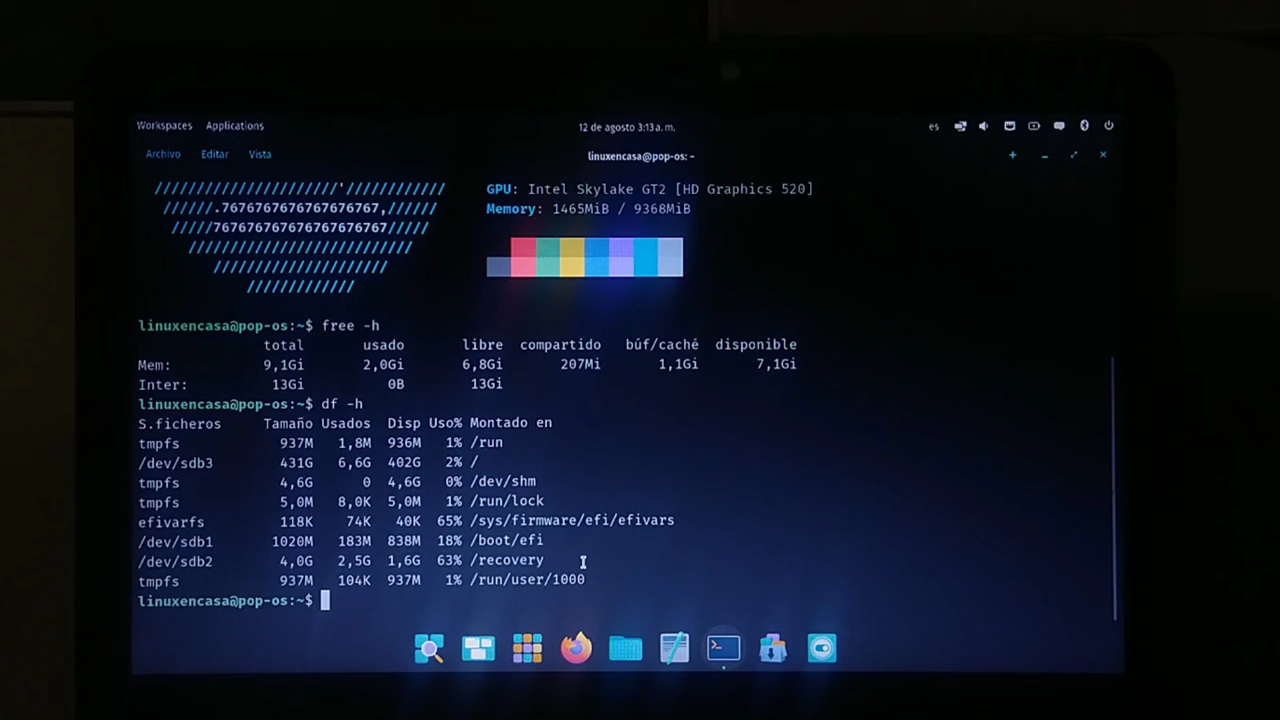 Workspaces Applications 12 de agosto 3:13 a. m. es
Archivo Editar Vista linuxencasa@pop-os: ~
//////////////////////'//////////// GPU: Intel Skylake GT2 [HD Graphics 520]
//////.7676767676767676767,////// Memory: 1465MiB / 9368MiB
/////767676767676767676767/////
///////////////////////////
/////////////////////
/////////////
linuxencasa@pop-os:~$ free -h
total usado libre compartido búf/caché disponible
Mem: 9,1Gi 2,0Gi 6,8Gi 207Mi 1,1Gi 7,1Gi
Inter: 13Gi 0B 13Gi
linuxencasa@pop-os:~$ df -h
S.ficheros Tamaño Usados Disp Uso% Montado en
tmpfs 937M 1,8M 936M 1% /run
/dev/sdb3 431G 6,6G 402G 2% /
tmpfs 4,6G 0 4,6G 0% /dev/shm
tmpfs 5,0M 8,0K 5,0M 1% /run/lock
efivarfs 118K 74K 40K 65% /sys/firmware/efi/efivars
/dev/sdb1 1020M 183M 838M 18% /boot/efi
/dev/sdb2 4,0G 2,5G 1,6G 63% /recovery
tmpfs 937M 104K 937M 1% /run/user/1000
linuxencasa@pop-os:~$